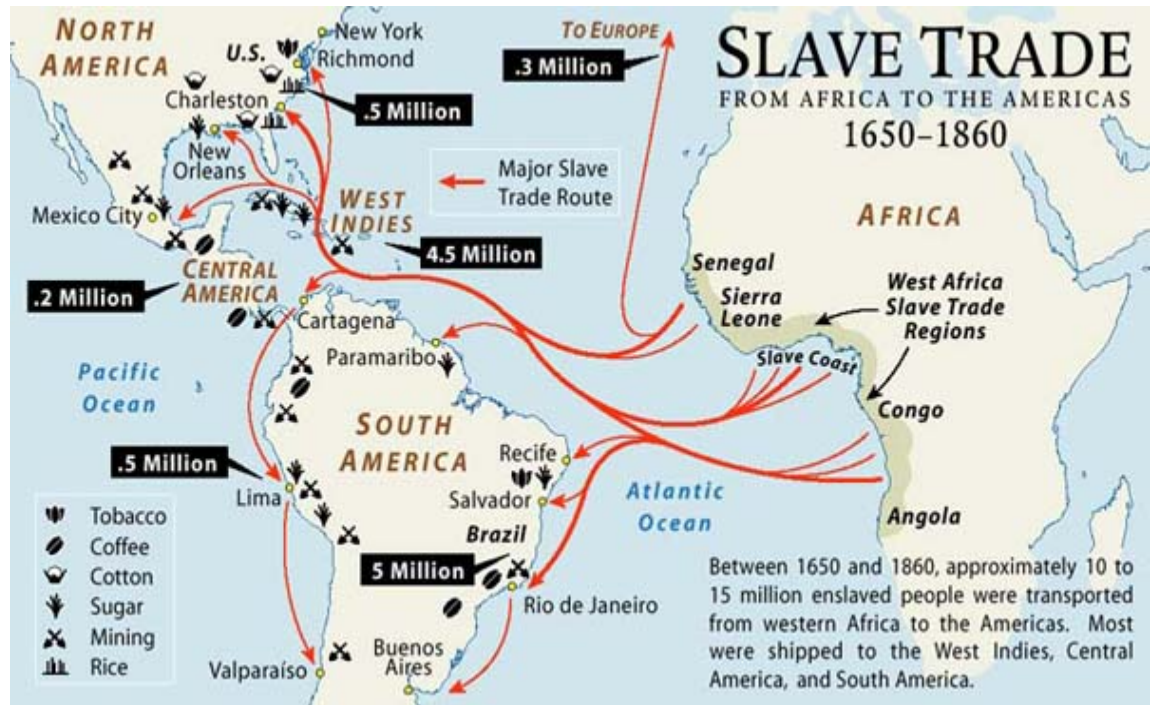 SLAVE TRADE
FROM AFRICA TO THE AMERICAS
1650–1860
NORTH
AMERICA
U.S.
New York
Richmond
Charleston
.5 Million
New
Orleans
Mexico City
TO EUROPE
.3 Million
Major Slave
Trade Route
WEST
INDIES
4.5 Million
CENTRAL
AMERICA
.2 Million
Cartagena
Paramaribo
Pacific
Ocean
SOUTH
AMERICA
.5 Million
Lima
Recife
Salvador
Brazil
5 Million
Rio de Janeiro
Buenos
Aires
Valparaíso
Atlantic
Ocean
AFRICA
Senegal
Sierra
Leone
West Africa
Slave Trade
Regions
Slave Coast
Congo
Angola
Tobacco
Coffee
Cotton
Sugar
Mining
Rice
Between 1650 and 1860, approximately 10 to
15 million enslaved people were transported
from western Africa to the Americas. Most
were shipped to the West Indies, Central
America, and South America.